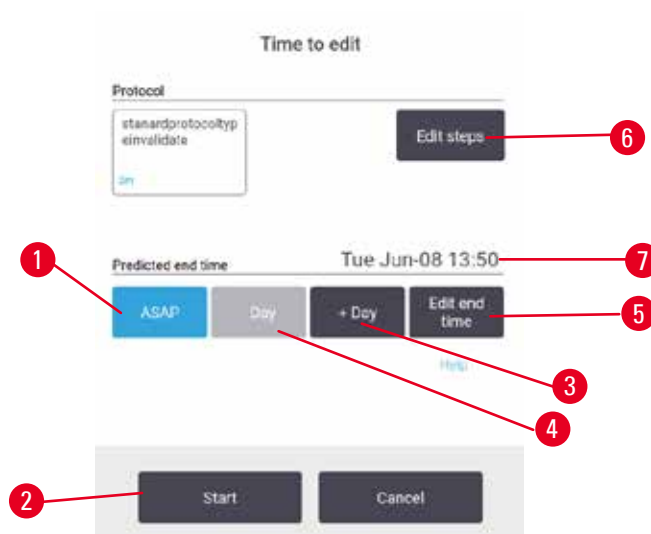 Time to edit
Protocol
stanardprotocoltyp
einvalidate
Edit steps
6
1
Predicted end time
Tue Jun-08 13:50
7
ASAP
Day
+ Day
Edit end
time
5
Help
3
4
2
Start
Cancel